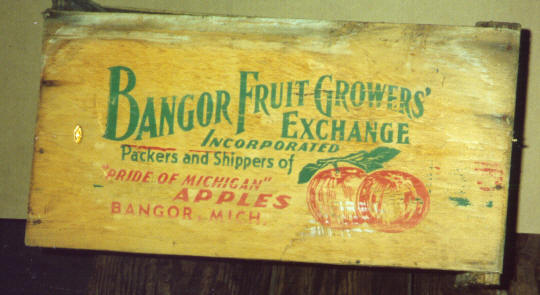 BANGOR FRUIT GROWERS'
EXCHANGE
INCORPORATED
Packers and Shippers of
"PRIDE OF MICHIGAN"
APPLES
BANGOR, MICH.